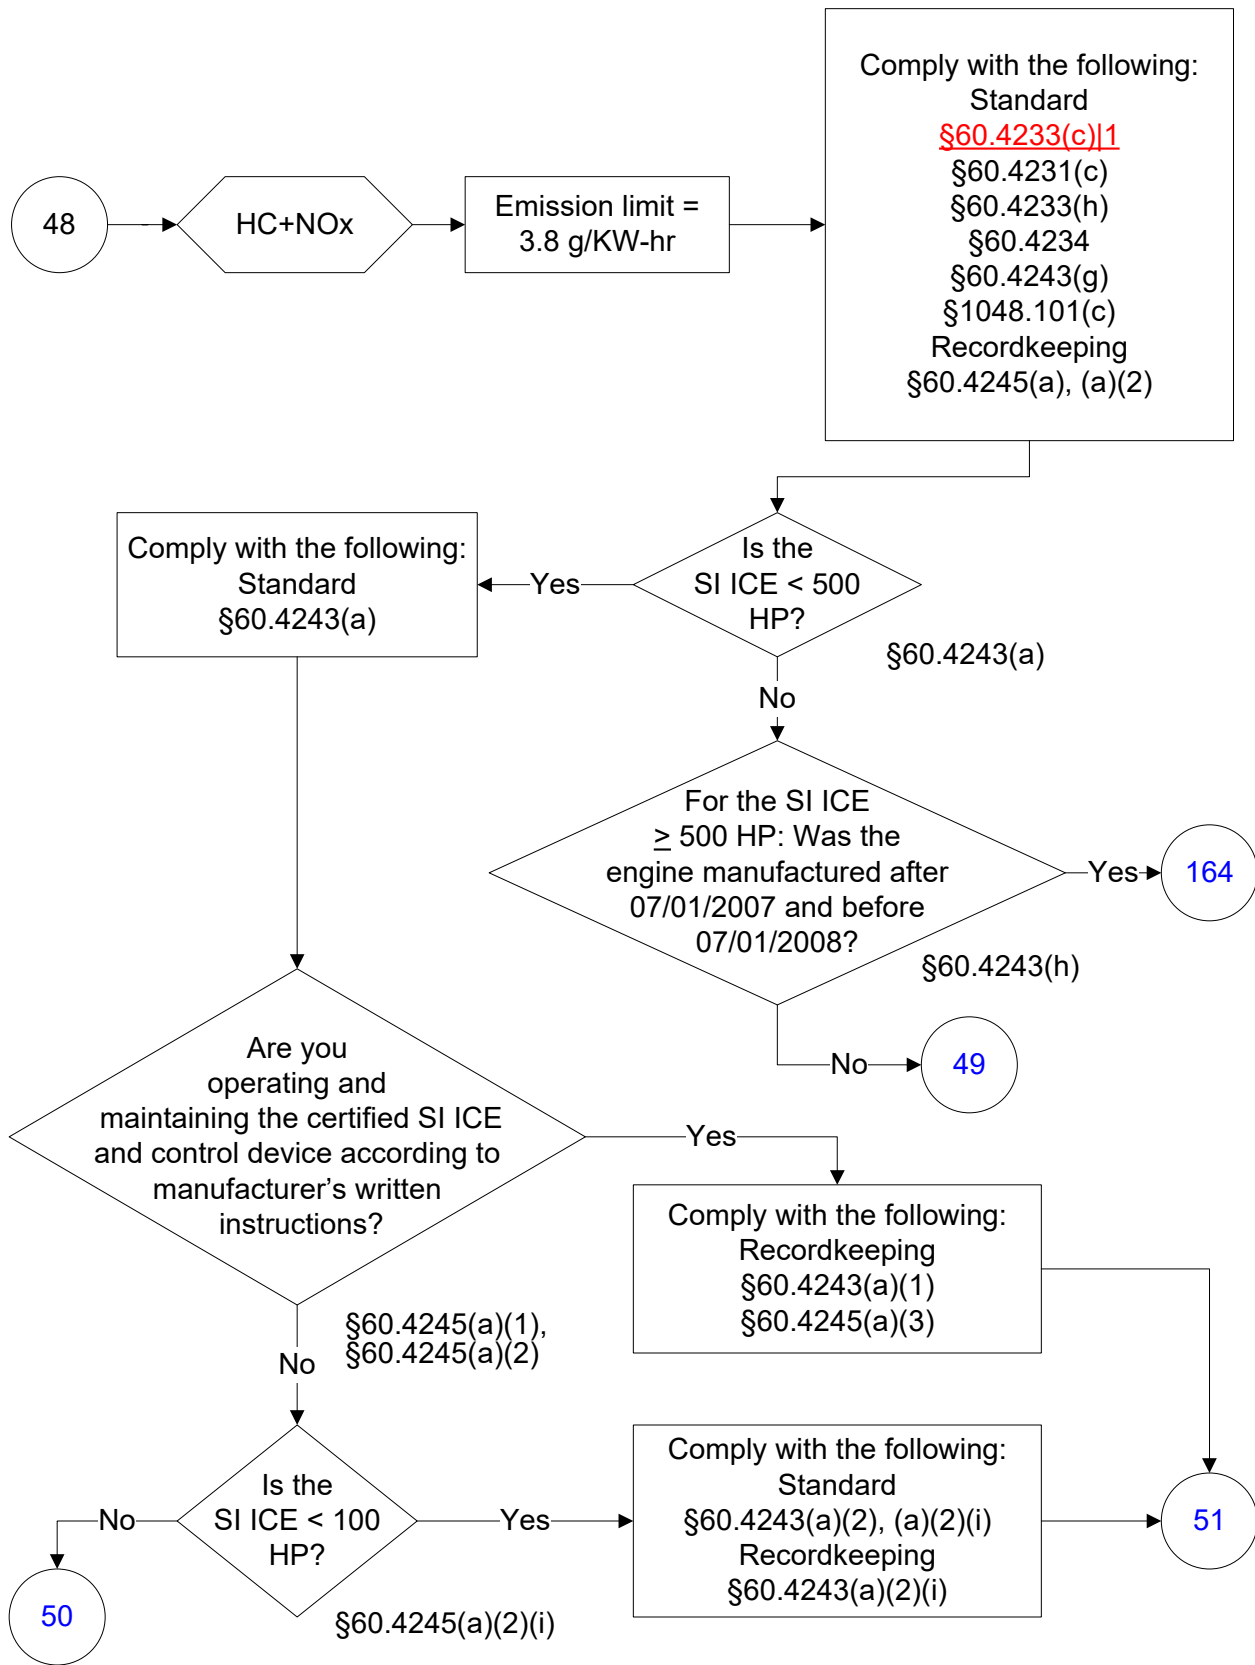 48
HC+NOx
Emission limit =
3.8 g/KW-hr
Comply with the following:
Standard
§60.4233(c)|1
§60.4231(c)
§60.4233(h)
§60.4234
§60.4243(g)
§1048.101(c)
Recordkeeping
§60.4245(a), (a)(2)
Is the
SI ICE < 500
HP?
§60.4243(a)
Yes
Comply with the following:
Standard
§60.4243(a)
No
For the SI ICE
≥ 500 HP: Was the
engine manufactured after
07/01/2007 and before
07/01/2008?
§60.4243(h)
Yes
164
No
49
Are you
operating and
maintaining the certified SI ICE
and control device according to
manufacturer’s written
instructions?
Yes
Comply with the following:
Recordkeeping
§60.4243(a)(1)
§60.4245(a)(3)
§60.4245(a)(1),
§60.4245(a)(2)
No
Is the
SI ICE < 100
HP?
§60.4245(a)(2)(i)
No
50
Yes
Comply with the following:
Standard
§60.4243(a)(2), (a)(2)(i)
Recordkeeping
§60.4243(a)(2)(i)
51